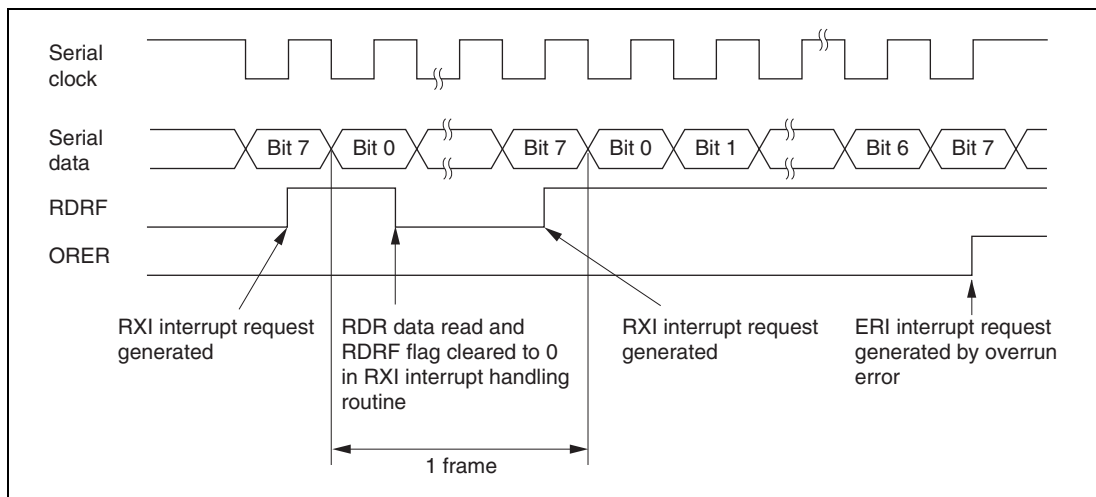 Serial
clock
Serial
data
Bit 7
Bit 0
Bit 7
Bit 0
Bit 1
Bit 6
Bit 7
RDRF
ORER
RXI interrupt request
generated
RDR data read and
RDRF flag cleared to 0
in RXI interrupt handling
routine
RXI interrupt request
generated
ERI interrupt request
generated by overrun
error
1 frame